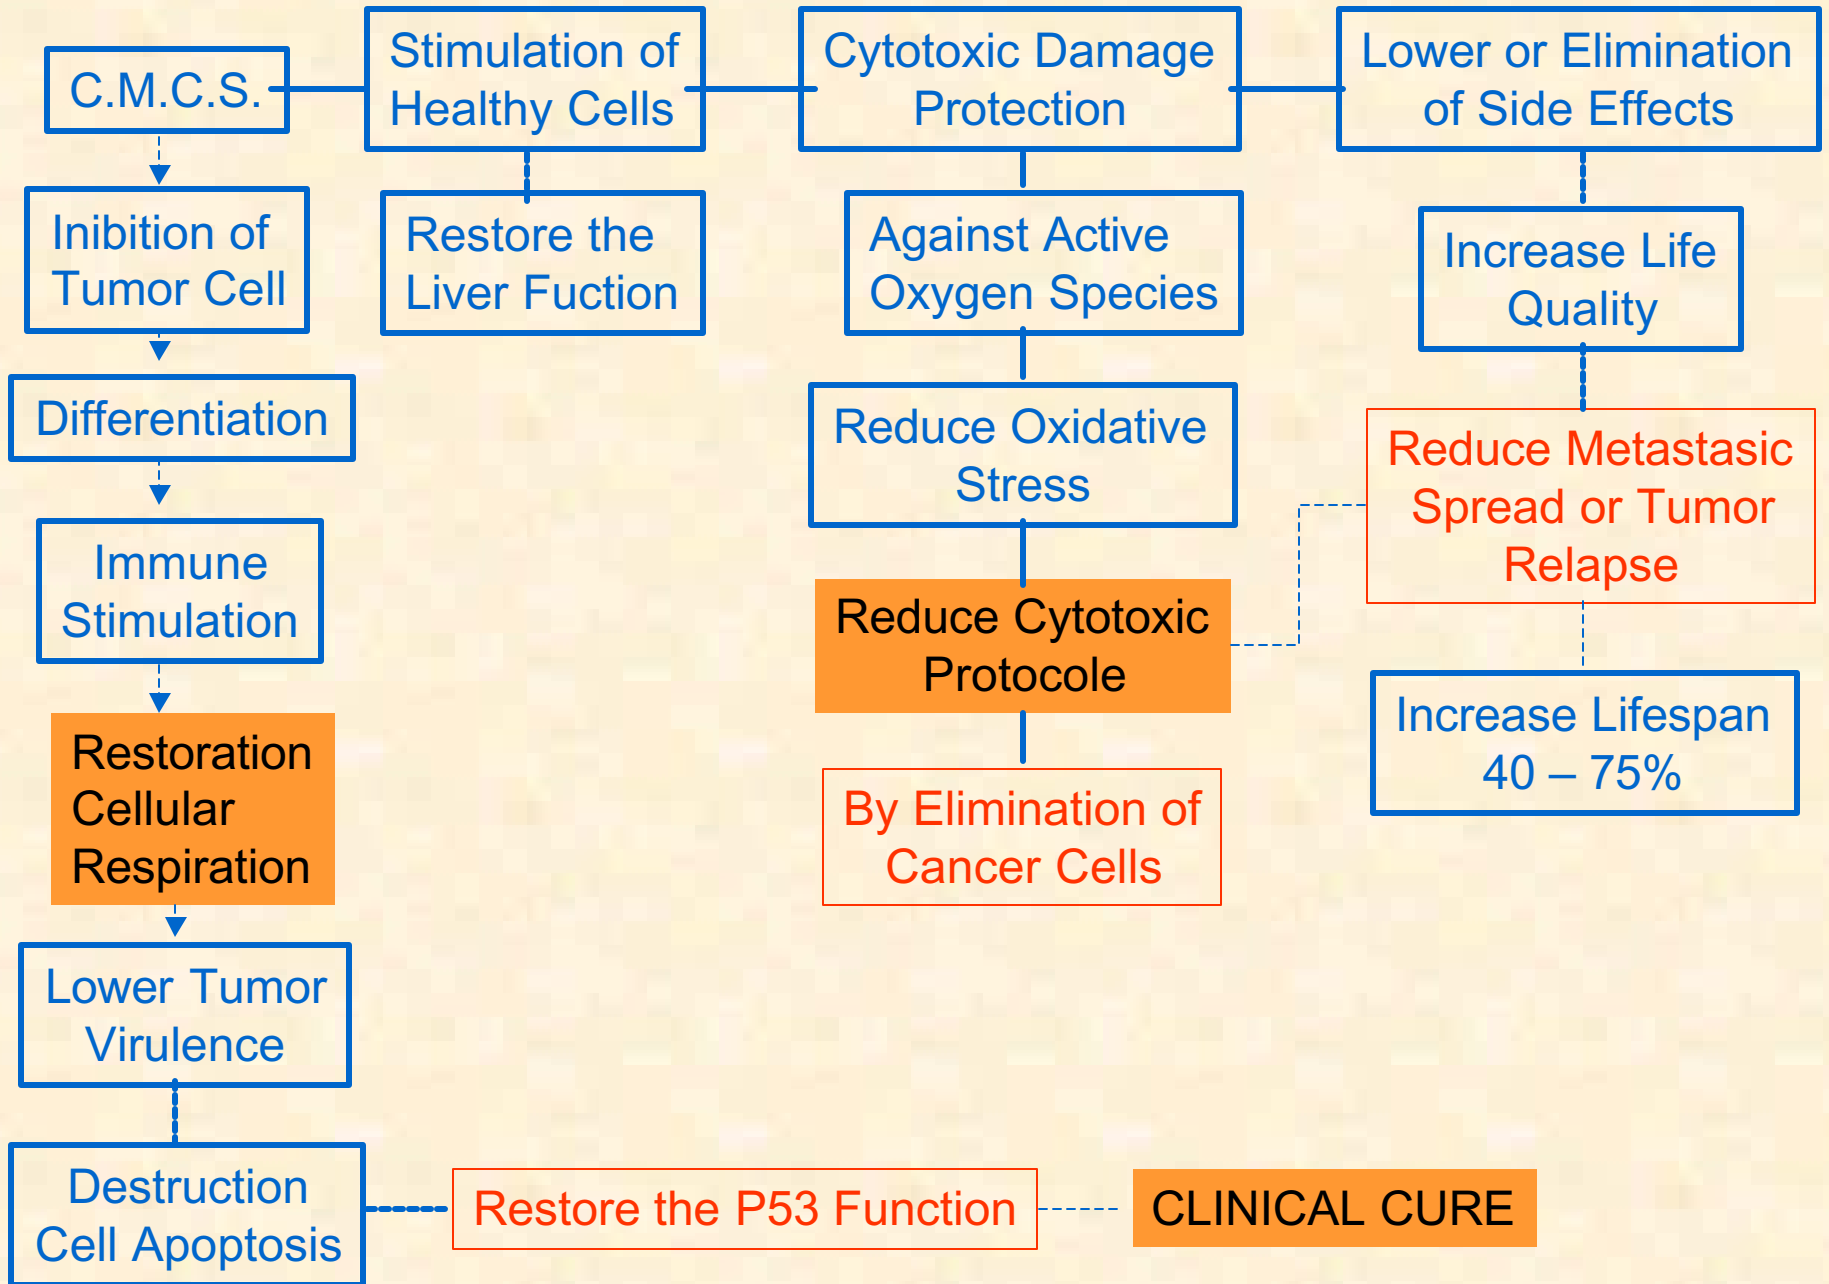 C.M.C.S.
Stimulation of
Healthy Cells
Cytotoxic Damage
Protection
Lower or Elimination
of Side Effects
Inibition of
Tumor Cell
Restore the
Liver Fuction
Against Active
Oxygen Species
Increase Life
Quality
Differentiation
Reduce Oxidative
Stress
Reduce Metastasic
Spread or Tumor
Relapse
Immune
Stimulation
Reduce Cytotoxic
Protocole
Increase Lifespan
40 – 75%
Restoration
Cellular
Respiration
By Elimination of
Cancer Cells
Lower Tumor
Virulence
Destruction
Cell Apoptosis
Restore the P53 Function
CLINICAL CURE